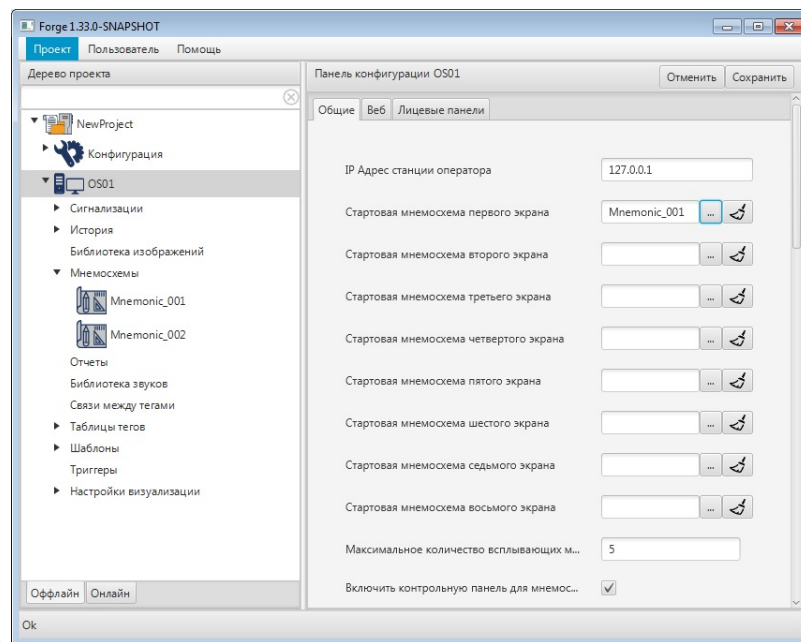 Forge 1.33.0-SNAPSHOT
Проект Пользователь Помощь
Дерево проекта
NewProject
Конфигурация
OS01
Сигнализации
История
Библиотека изображений
Мнемосхемы
Mnemonic_001
Mnemonic_002
Отчеты
Библиотека звуков
Связи между тегами
Таблицы тегов
Шаблоны
Триггеры
Настройки визуализации
Оффлайн Онлайн
Панель конфигурации OS01 Отменить Сохранить
Общие Веб Лицевые панели
IP Адрес станции оператора 127.0.0.1
Стартовая мнемосхема первого экрана Mnemonic_001 ...
Стартовая мнемосхема второго экрана ...
Стартовая мнемосхема третьего экрана ...
Стартовая мнемосхема четвертого экрана ...
Стартовая мнемосхема пятого экрана ...
Стартовая мнемосхема шестого экрана ...
Стартовая мнемосхема седьмого экрана ...
Стартовая мнемосхема восьмого экрана ...
Максимальное количество всплывающих м... 5
Включить контрольную панель для мнемос...
Ok